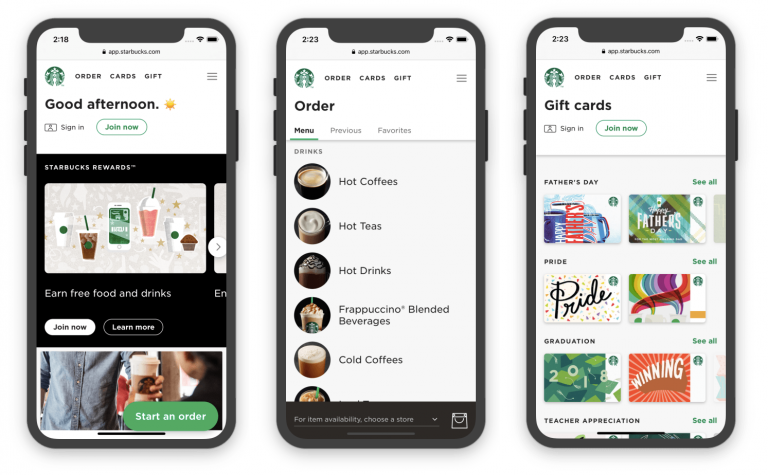 2:18
app.starbucks.com
ORDER CARDS GIFT
Good afternoon.
Sign in Join now
STARBUCKS REWARDS™
Earn free food and drinks
En
Join now Learn more
Start an order
2:23
app.starbucks.com
ORDER CARDS GIFT
Order
Menu Previous Favorites
DRINKS
Hot Coffees
Hot Teas
Hot Drinks
Frappuccino® Blended
Beverages
Cold Coffees
For item availability, choose a store
2:23
app.starbucks.com
ORDER CARDS GIFT
Gift cards
Sign in Join now
FATHER'S DAY See all
HAPPY
FATHER'S
Happy
FATHER'S
DAY
PRIDE See all
Pride
GRADUATION See all
2018
WINNING
TEACHER APPRECIATION See all